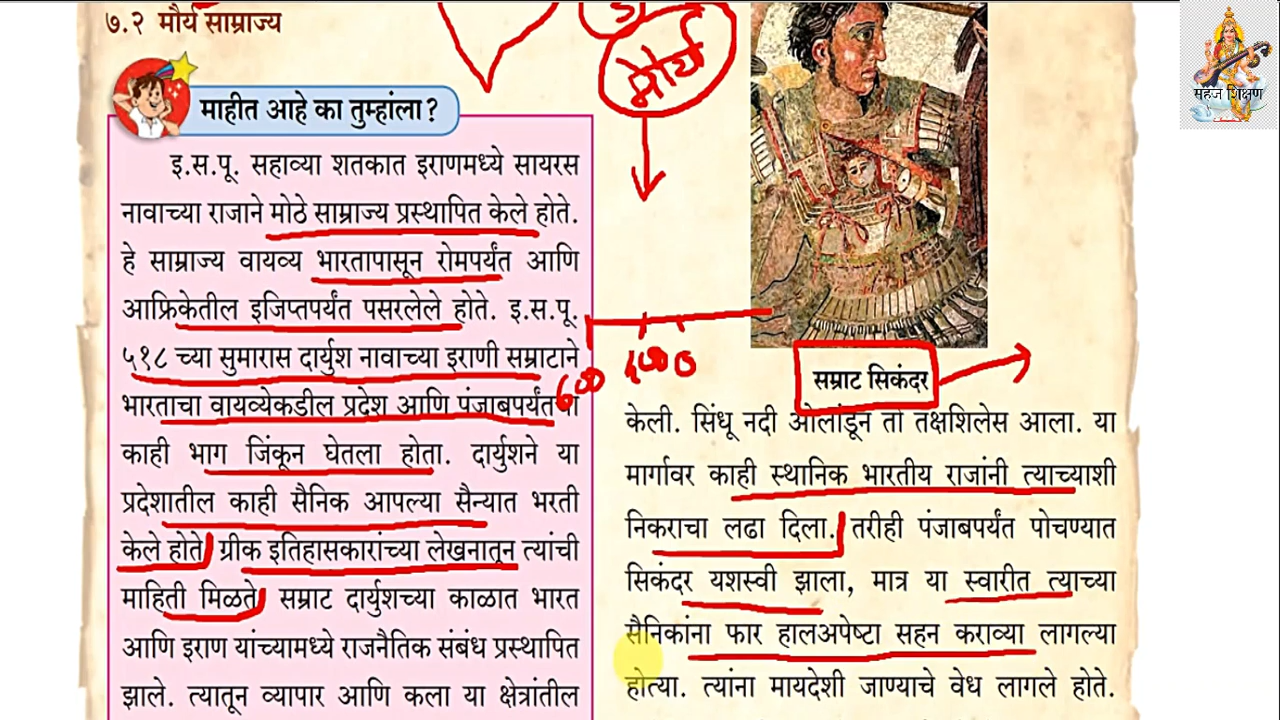 ७.२ मौर्य साम्राज्य
माहीत आहे का तुम्हांला ?
इ.स.पू. सहाव्या शतकात इराणमध्ये सायरस
नावाच्या राजाने मोठे साम्राज्य प्रस्थापित केले होते.
हे साम्राज्य वायव्य भारतापासून रोमपर्यंत आणि
आफ्रिकेतील इजिप्तपर्यंत पसरलेले होते. इ.स.पू.
५१८ च्या सुमारास दार्युश नावाच्या इराणी सम्राटाने
भारताचा वायव्येकडील प्रदेश आणि पंजाबपर्यंतचा
काही भाग जिंकून घेतला होता. दार्युशने या
प्रदेशातील काही सैनिक आपल्या सैन्यात भरती
केले होते ग्रीक इतिहासकारांच्या लेखनातून त्यांची
माहिती मिळते सम्राट दार्युशच्या काळात भारत
आणि इराण यांच्यामध्ये राजनैतिक संबंध प्रस्थापित
झाले. त्यातून व्यापार आणि कला या क्षेत्रांतील
मौर्य
600
सम्राट सिकंदर
केली. सिंधू नदी ओलांडून तो तक्षशिलेस आला. या
मार्गावर काही स्थानिक भारतीय राजांनी त्याच्याशी
निकराचा लढा दिला. तरीही पंजाबपर्यंत पोचण्यात
सिकंदर यशस्वी झाला, मात्र या स्वारीत त्याच्या
सैनिकांना फार हालअपेष्टा सहन कराव्या लागल्या
होत्या. त्यांना मायदेशी जाण्याचे वेध लागले होते.
सहज शिक्षण